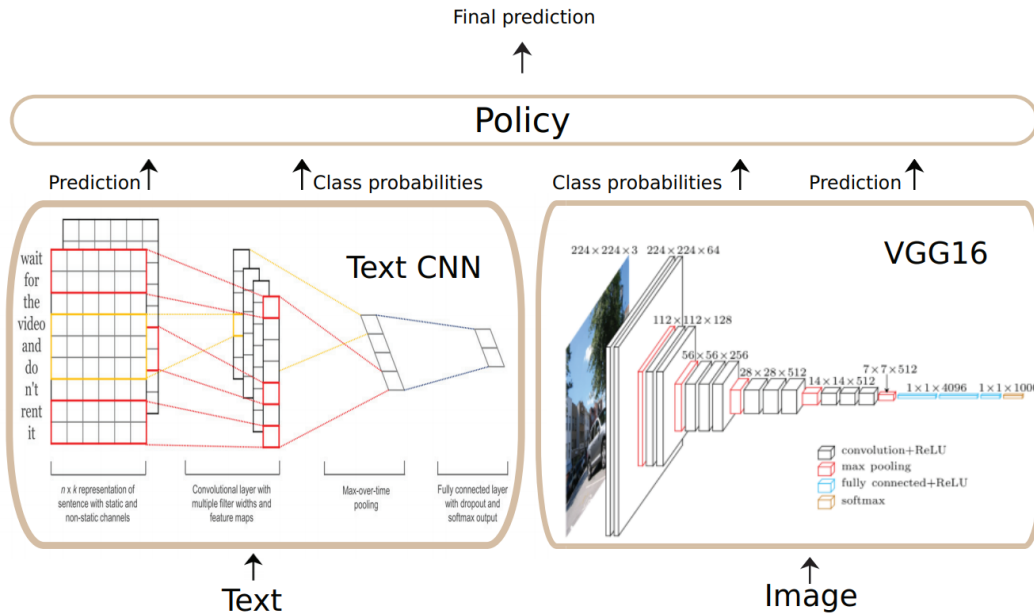 Final prediction
Policy
Prediction
Class probabilities
Class probabilities
Prediction
Text CNN
wait
for
the
video
and
do
n't
rent
it
n x k representation of
sentence with static and
non-static channels
Convolutional layer with
multiple filter widths and
feature maps
Max-over-time
pooling
Fully connected layer
with dropout and
softmax output
VGG16
224×224×3
224×224×64
112×112×128
56×56×256
28×28×512
14×14×512
7×7×512
1×1×4096
1×1×1000
convolution+ReLU
max pooling
fully connected+ReLU
softmax
Text
Image